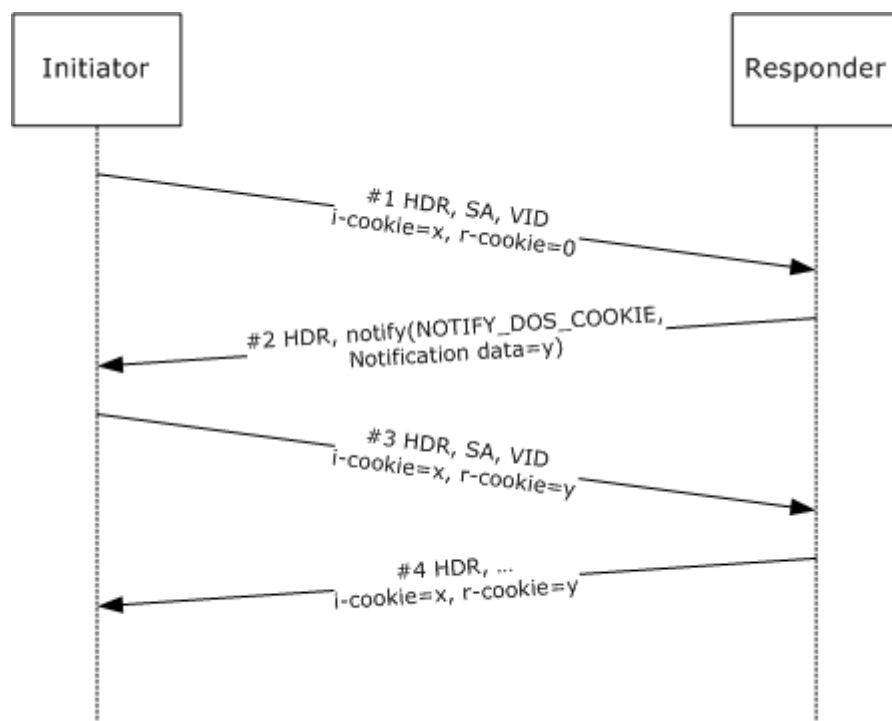 Initiator
Responder
#1 HDR, SA, VID
i-cookie=x, r-cookie=0
#2 HDR, notify(NOTIFY_DOS_COOKIE,
Notification data=y)
#3 HDR, SA, VID
i-cookie=x, r-cookie=y
#4 HDR, ...
i-cookie=x, r-cookie=y